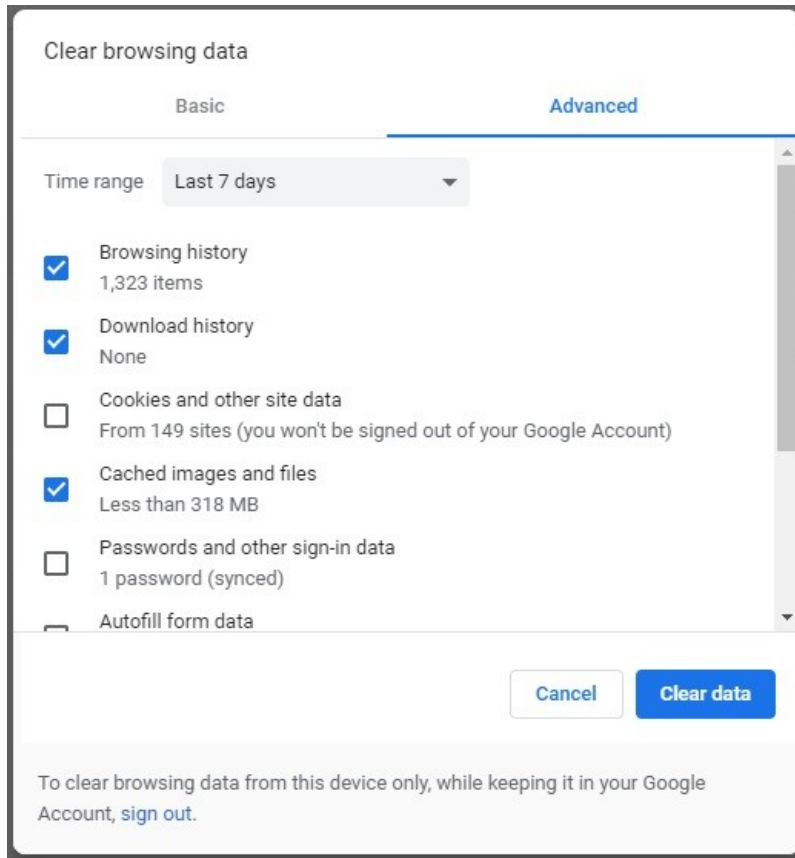 Clear browsing data
Basic
Advanced
Time range
Last 7 days
Browsing history
1,323 items
Download history
None
Cookies and other site data
From 149 sites (you won't be signed out of your Google Account)
Cached images and files
Less than 318 MB
Passwords and other sign-in data
1 password (synced)
Autofill form data
Cancel
Clear data
To clear browsing data from this device only, while keeping it in your Google
Account, sign out.